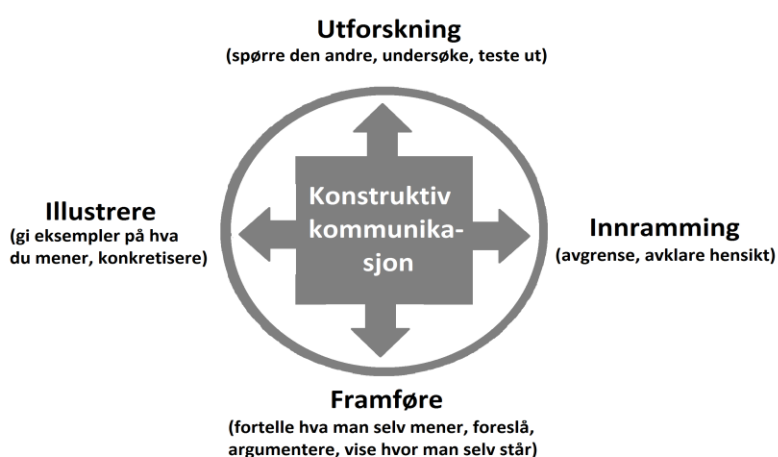 Utforskning
(spørre den andre, undersøke, teste ut)
Illustrere
(gi eksempler på hva
du mener, konkretisere)
Konstruktiv
kommunika-
sjon
Innramming
(avgrense, avklare hensikt)
Framføre
(fortelle hva man selv mener, foreslå,
argumentere, vise hvor man selv står)